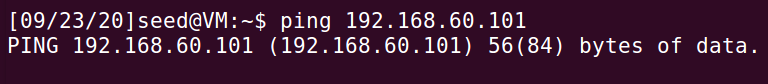 [09/23/20]seed@VM:~$ ping 192.168.60.101
PING 192.168.60.101 (192.168.60.101) 56(84) bytes of data.